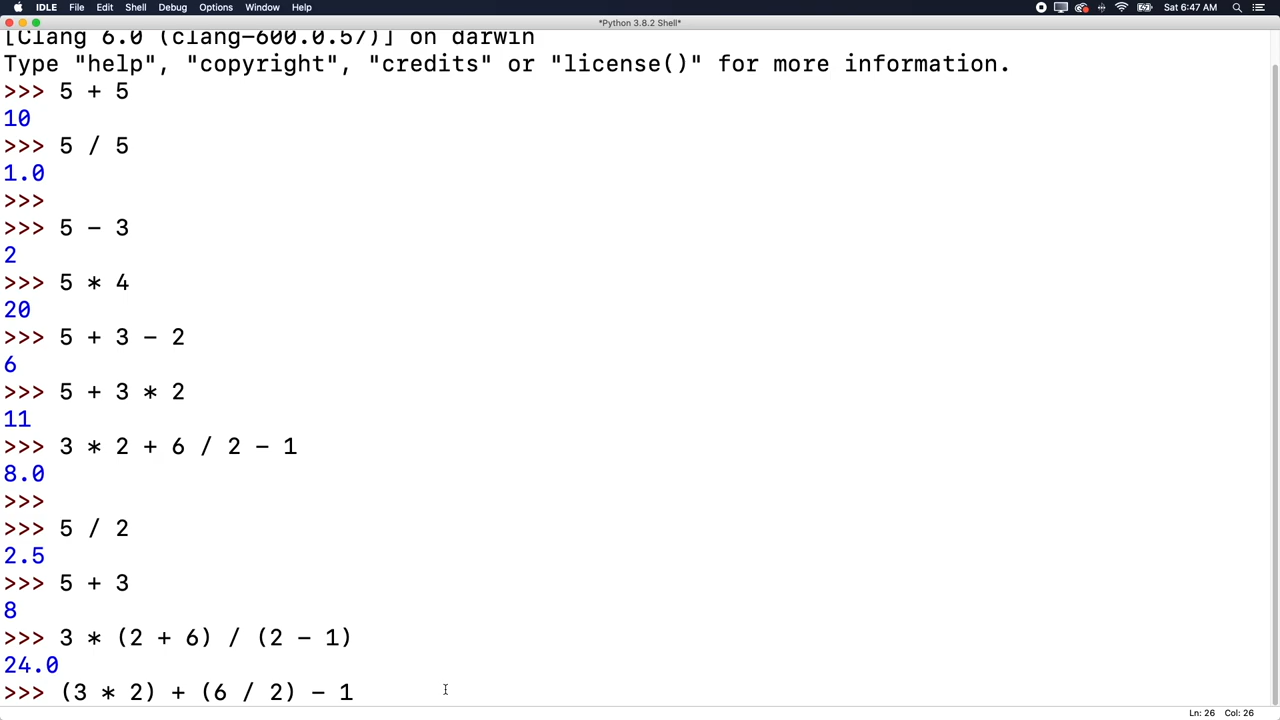 IDLE File Edit Shell Debug Options Window Help Sat 6:47 AM
*Python 3.8.2 Shell*
[Clang 6.0 (clang-600.0.57)] on darwin
Type "help", "copyright", "credits" or "license()" for more information.
>>> 5 + 5
10
>>> 5 / 5
1.0
>>>
>>> 5 - 3
2
>>> 5 * 4
20
>>> 5 + 3 - 2
6
>>> 5 + 3 * 2
11
>>> 3 * 2 + 6 / 2 - 1
8.0
>>>
>>> 5 / 2
2.5
>>> 5 + 3
8
>>> 3 * (2 + 6) / (2 - 1)
24.0
>>> (3 * 2) + (6 / 2) - 1
Ln: 26 Col: 26